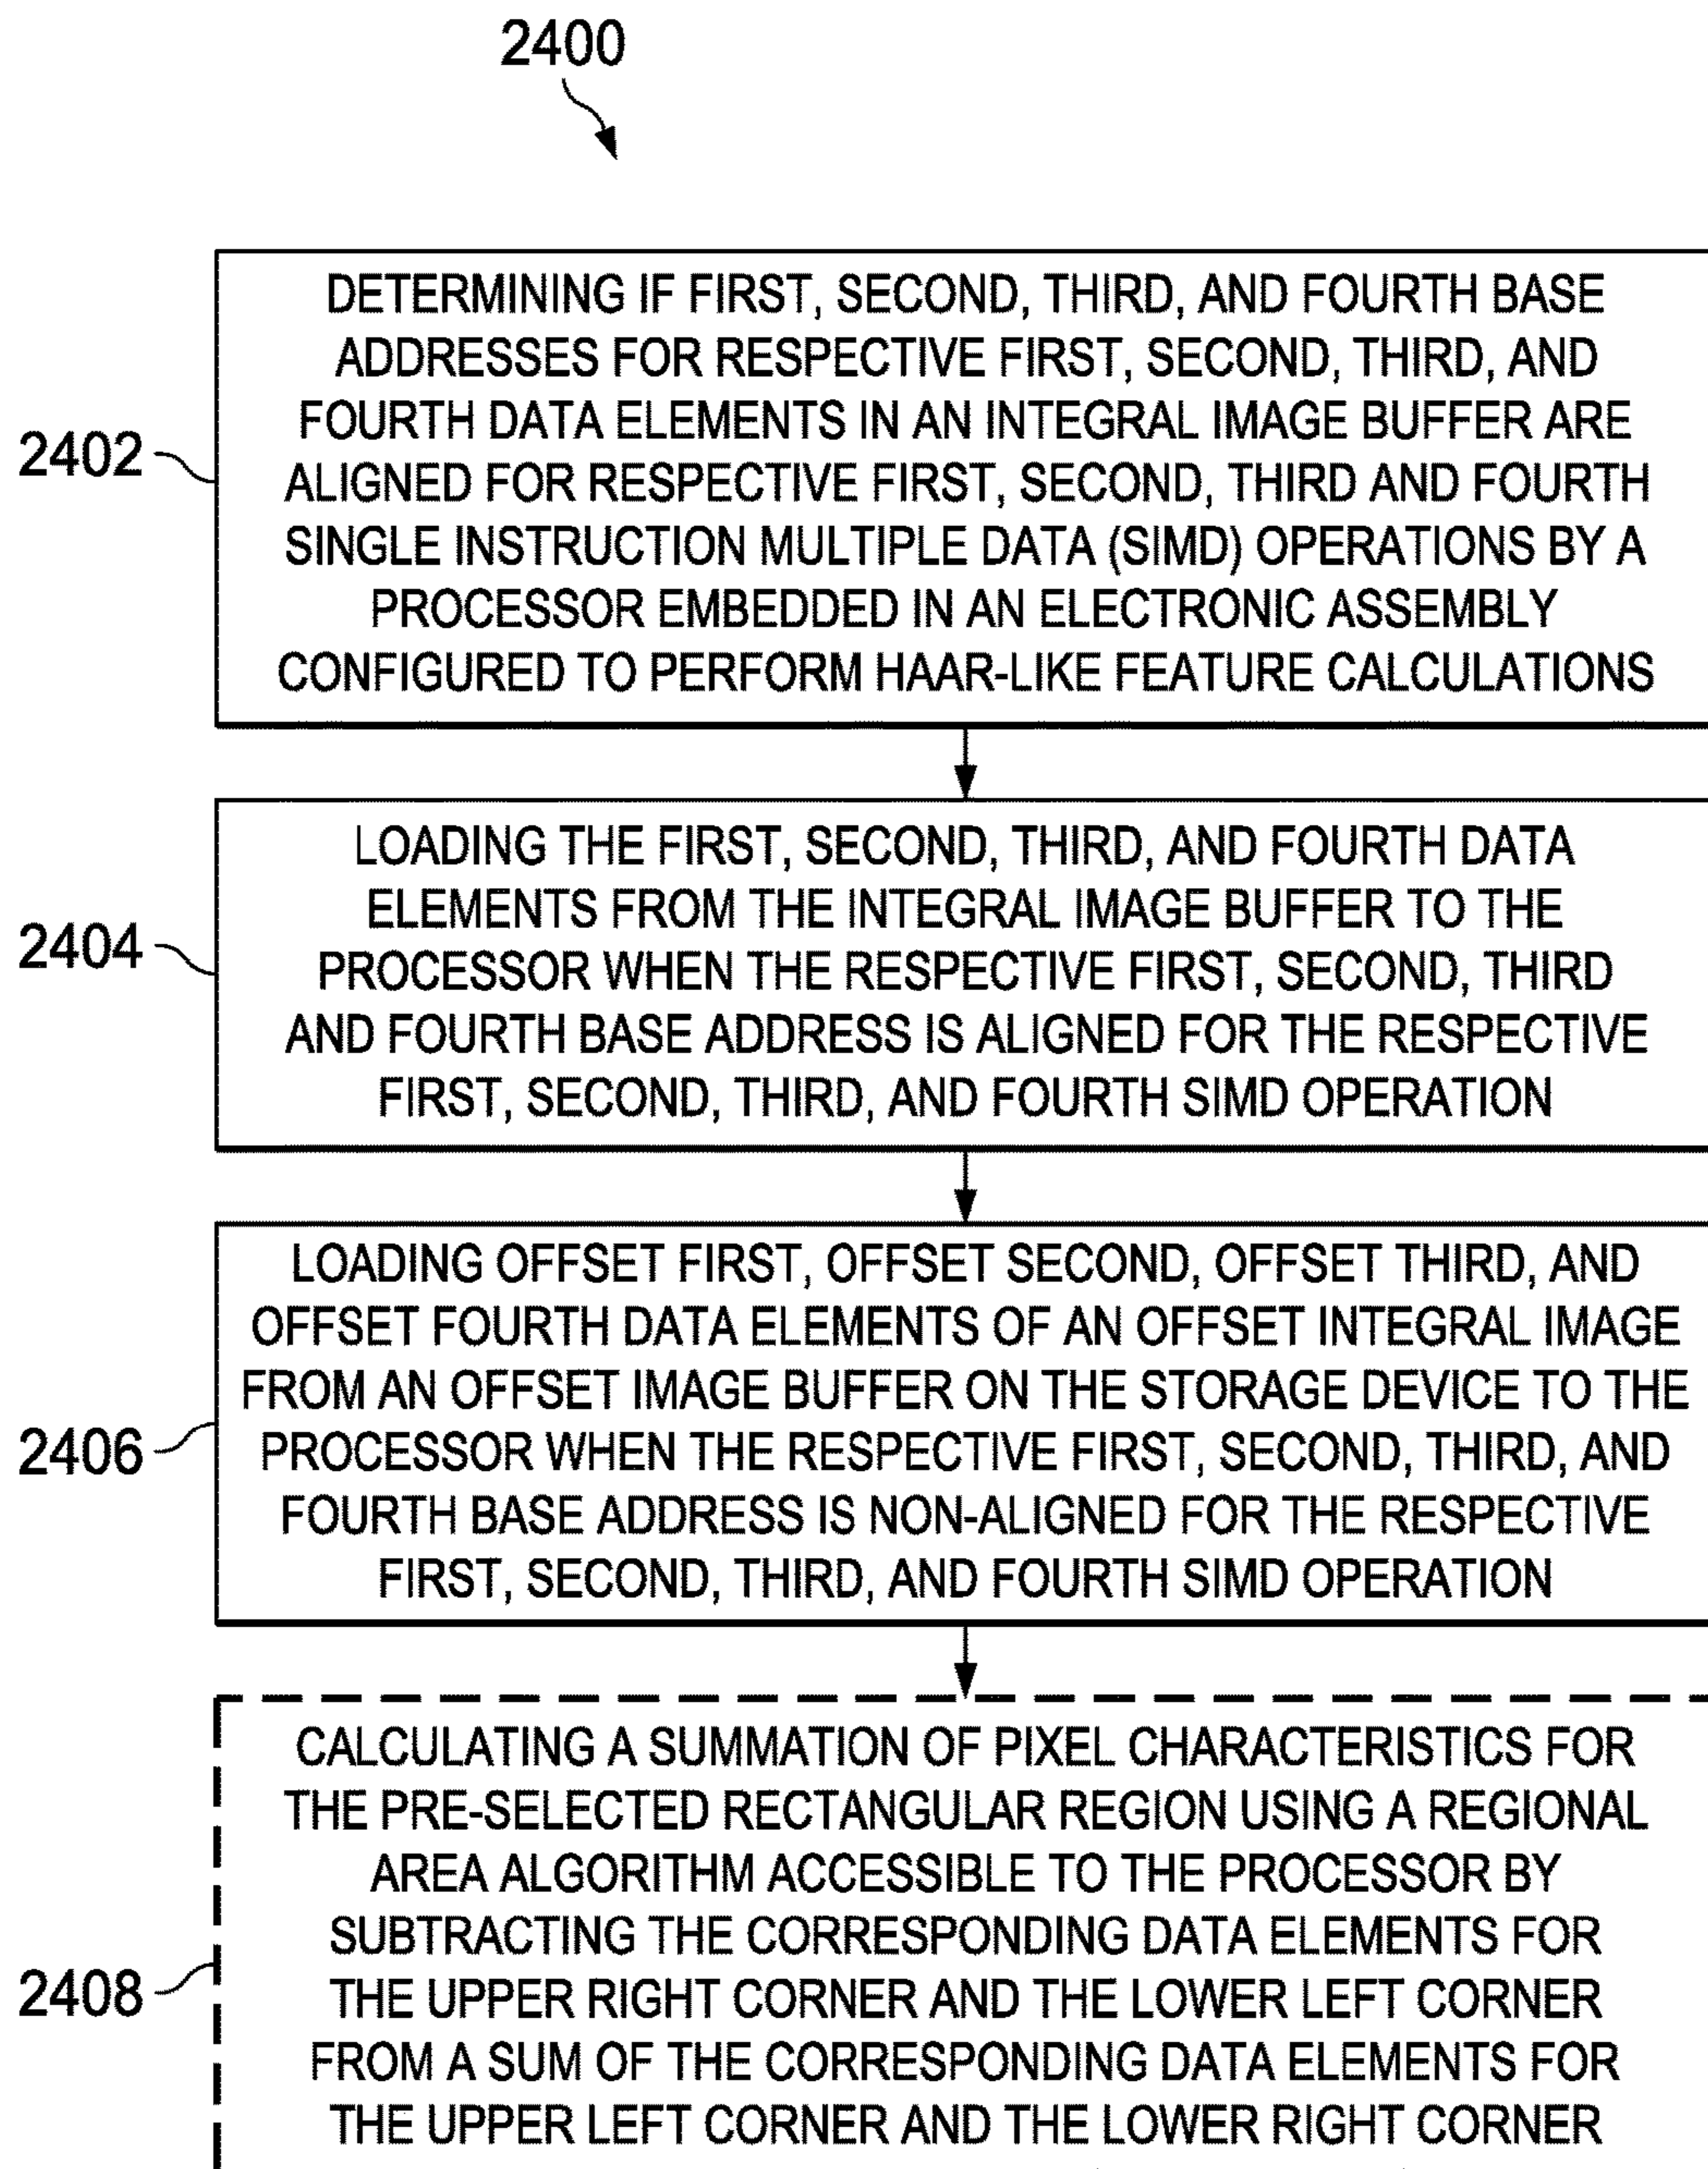 2400
DETERMINING IF FIRST, SECOND, THIRD, AND FOURTH BASE
ADDRESSES FOR RESPECTIVE FIRST, SECOND, THIRD, AND
FOURTH DATA ELEMENTS IN AN INTEGRAL IMAGE BUFFER ARE
2402
ALIGNED FOR RESPECTIVE FIRST, SECOND, THIRD AND FOURTH
SINGLE INSTRUCTION MULTIPLE DATA (SIMD) OPERATIONS BY A
PROCESSOR EMBEDDED IN AN ELECTRONIC ASSEMBLY
CONFIGURED TO PERFORM HAAR-LIKE FEATURE CALCULATIONS
LOADING THE FIRST, SECOND, THIRD, AND FOURTH DATA
ELEMENTS FROM THE INTEGRAL IMAGE BUFFER TO THE
2404
PROCESSOR WHEN THE RESPECTIVE FIRST, SECOND, THIRD
AND FOURTH BASE ADDRESS IS ALIGNED FOR THE RESPECTIVE
FIRST, SECOND, THIRD, AND FOURTH SIMD OPERATION
LOADING OFFSET FIRST, OFFSET SECOND, OFFSET THIRD, AND
OFFSET FOURTH DATA ELEMENTS OF AN OFFSET INTEGRAL IMAGE
FROM AN OFFSET IMAGE BUFFER ON THE STORAGE DEVICE TO THE
2406
PROCESSOR WHEN THE RESPECTIVE FIRST, SECOND, THIRD, AND
FOURTH BASE ADDRESS IS NON-ALIGNED FOR THE RESPECTIVE
FIRST, SECOND, THIRD, AND FOURTH SIMD OPERATION
CALCULATING A SUMMATION OF PIXEL CHARACTERISTICS FOR
THE PRE-SELECTED RECTANGULAR REGION USING A REGIONAL
AREA ALGORITHM ACCESSIBLE TO THE PROCESSOR BY
SUBTRACTING THE CORRESPONDING DATA ELEMENTS FOR
2408
THE UPPER RIGHT CORNER AND THE LOWER LEFT CORNER
FROM A SUM OF THE CORRESPONDING DATA ELEMENTS FOR
THE UPPER LEFT CORNER AND THE LOWER RIGHT CORNER